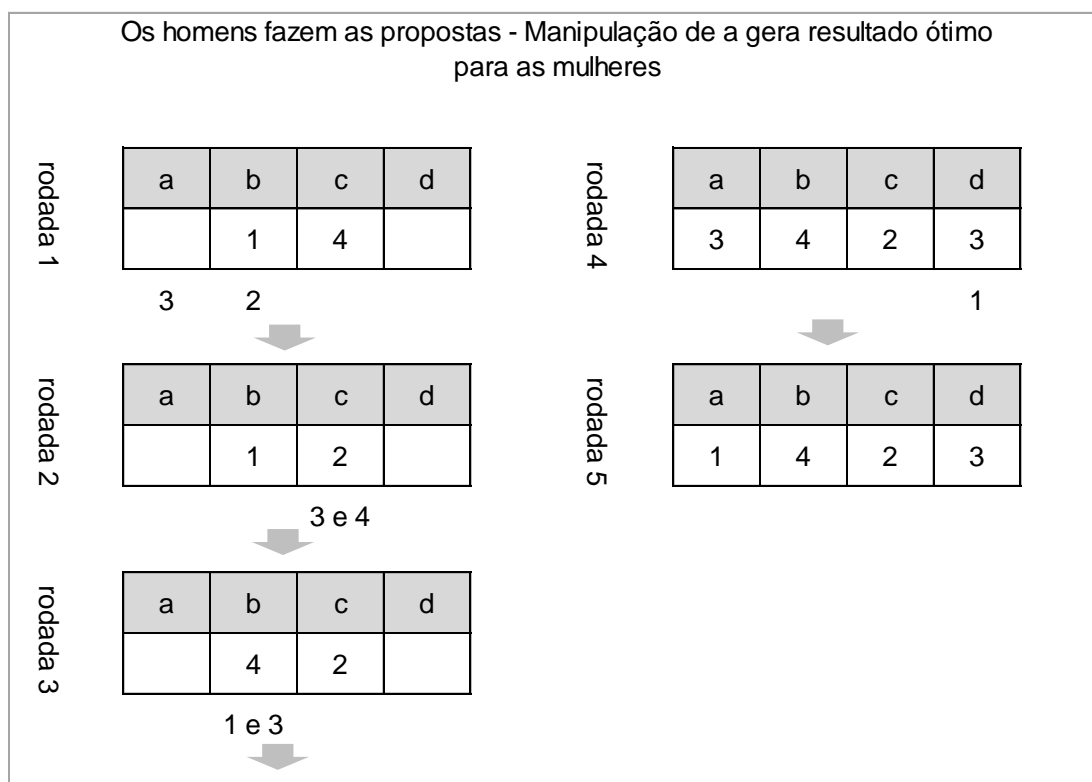 Os homens fazem as propostas - Manipulação de a gera resultado ótimo
para as mulheres
rodada 1
a b c d
1 4
3 2
rodada 2
a b c d
1 2
3 e 4
rodada 3
a b c d
4 2
1 e 3
rodada 4
a b c d
3 4 2 3
1
rodada 5
a b c d
1 4 2 3